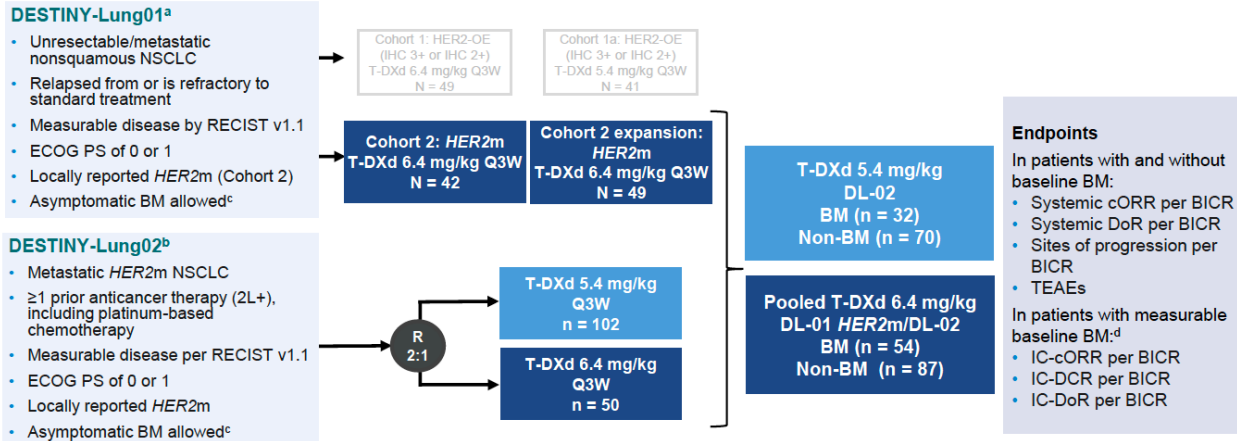 DESTINY-Lung01a
• Unresectable/metastatic
nonsquamous NSCLC
• Relapsed from or is refractory to
standard treatment
• Measurable disease by RECIST v1.1
• ECOG PS of 0 or 1
• Locally reported HER2m (Cohort 2)
• Asymptomatic BM allowedc
Cohort 1: HER2-OE
(IHC 3+ or IHC 2+)
T-DXd 6.4 mg/kg Q3W
N = 49
Cohort 1a: HER2-OE
(IHC 3+ or IHC 2+)
T-DXd 5.4 mg/kg Q3W
N = 41
Cohort 2: HER2m
T-DXd 6.4 mg/kg Q3W
N = 42
Cohort 2 expansion:
HER2m
T-DXd 6.4 mg/kg Q3W
N = 49
DESTINY-Lung02b
• Metastatic HER2m NSCLC
• ≥1 prior anticancer therapy (2L+),
including platinum-based
chemotherapy
• Measurable disease per RECIST v1.1
• ECOG PS of 0 or 1
• Locally reported HER2m
• Asymptomatic BM allowedc
R
2:1
T-DXd 5.4 mg/kg
Q3W
n = 102
T-DXd 6.4 mg/kg
Q3W
n = 50
T-DXd 5.4 mg/kg
DL-02
BM (n = 32)
Non-BM (n = 70)
Pooled T-DXd 6.4 mg/kg
DL-01 HER2m/DL-02
BM (n = 54)
Non-BM (n = 87)
Endpoints
In patients with and without
baseline BM:
• Systemic cORR per BICR
• Systemic DoR per BICR
• Sites of progression per
BICR
• TEAEs
In patients with measurable
baseline BM:d
• IC-cORR per BICR
• IC-DCR per BICR
• IC-DoR per BICR